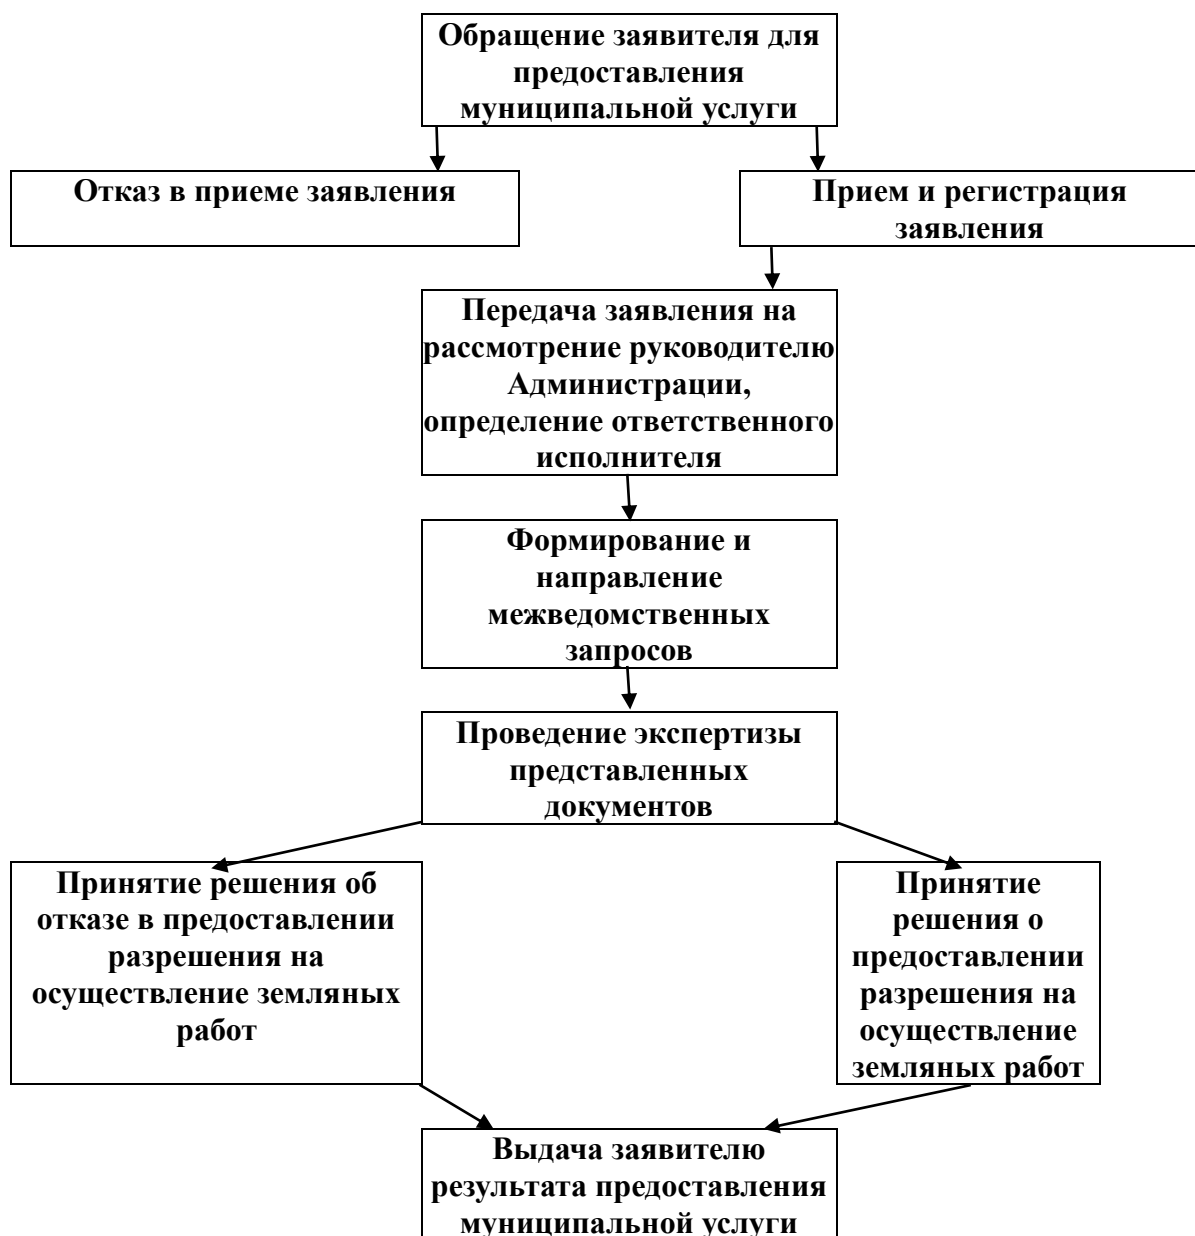 Обращение заявителя для
предоставления
муниципальной услуги
Отказ в приеме заявления
Прием и регистрация
заявления
Передача заявления на
рассмотрение руководителю
Администрации,
определение ответственного
исполнителя
Формирование и
направление
межведомственных
запросов
Проведение экспертизы
представленных
документов
Принятие решения об
отказе в предоставлении
разрешения на
осуществление земляных
работ
Принятие
решения о
предоставлении
разрешения на
осуществление
земляных работ
Выдача заявителю
результата предоставления
муниципальной услуги